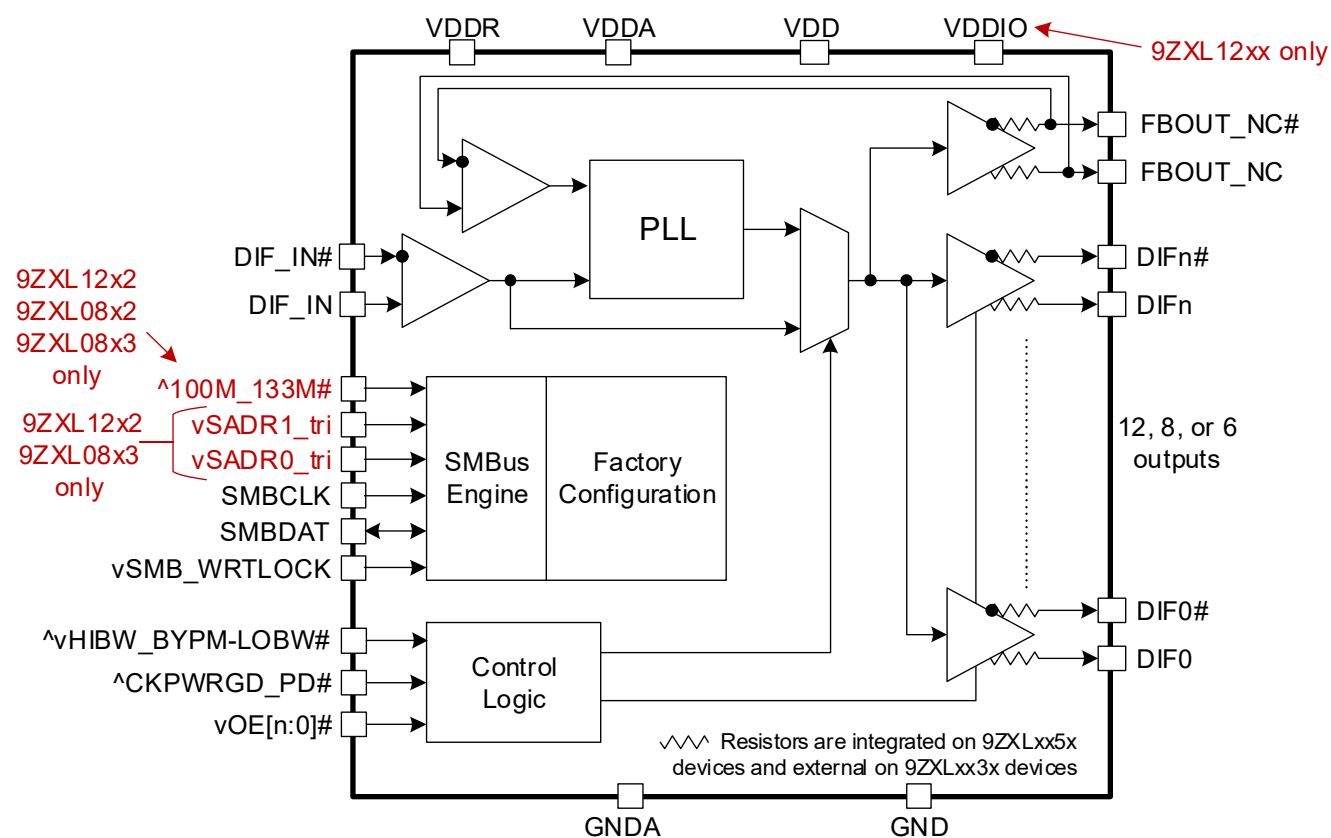 VDDR
VDDA
VDD
VDDIO
9ZXL12xx only
FBOUT_NC#
FBOUT_NC
PLL
DIF_IN#
DIF_IN
DIFn#
DIFn
9ZXL12x2
9ZXL08x2
9ZXL08x3
only
^100M_133M#
9ZXL12x2
9ZXL08x3
only
vSADR1_tri
vSADR0_tri
SMBCLK
SMBDAT
vSMB_WRTLOCK
SMBus
Engine
Factory
Configuration
12, 8, or 6
outputs
^vHIBW_BYPM-LOBW#
^CKPWRGD_PD#
vOE[n:0]#
Control
Logic
DIF0#
DIF0
Resistors are integrated on 9ZXLxx5x
devices and external on 9ZXLxx3x devices
GNDA
GND